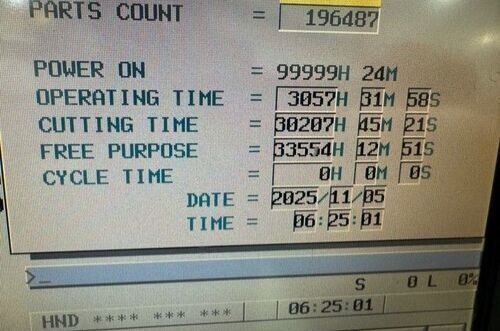 PARTS COUNT = 196487
POWER ON = 99999H 24M
OPERATING TIME = 3057H 31M 58S
CUTTING TIME = 30207H 45M 21S
FREE PURPOSE = 33554H 12M 51S
CYCLE TIME = 0H 0M 0S
DATE = 2025/11/05
TIME = 06:25:01
>_
S 0 L 0%
HND **** *** *** 06:25:01